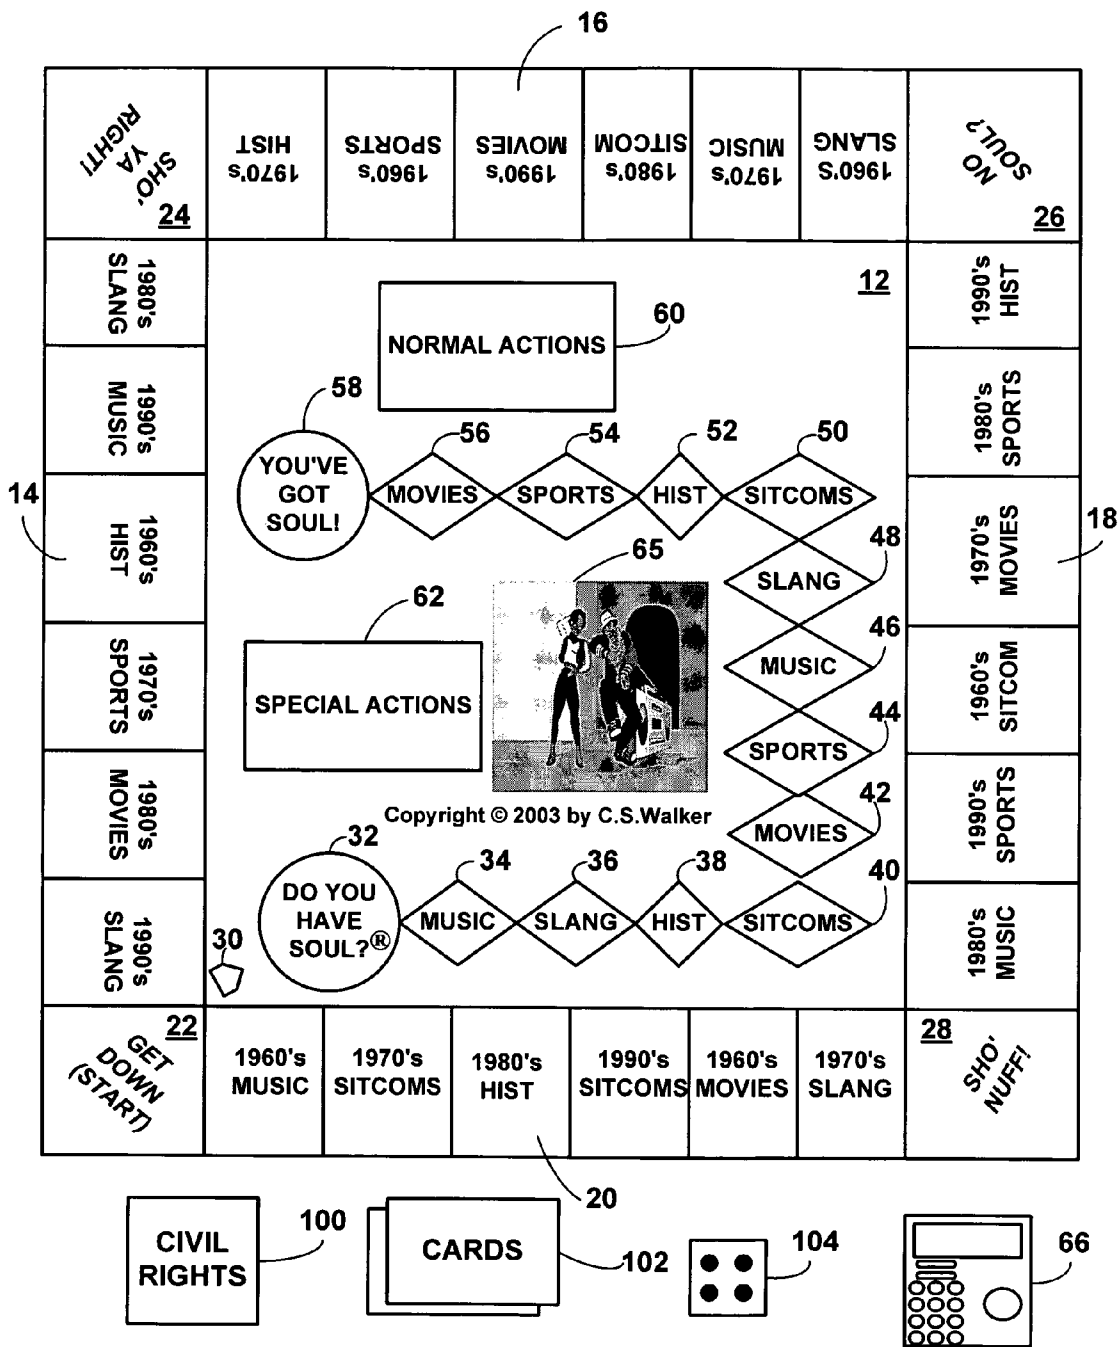 16
SHO'
YA
RIGHT!
24
1970's
HIST
1960's
SPORTS
1990's
MOVIES
1980's
SITCOM
1970's
MUSIC
1960's
SLANG
NO
SOUL?
26
1980's
SLANG
1990's
MUSIC
14
1960's
HIST
1970's
SPORTS
1980's
MOVIES
1990's
SLANG
12
NORMAL ACTIONS
60
58
56
54
52
50
YOU'VE
GOT
SOUL!
MOVIES
SPORTS
HIST
SITCOMS
65
48
SLANG
62
46
MUSIC
SPECIAL ACTIONS
44
SPORTS
Copyright © 2003 by C.S.Walker
42
MOVIES
32
34
36
38
40
DO YOU
HAVE
SOUL?®
MUSIC
SLANG
HIST
SITCOMS
30
1990's
HIST
1980's
SPORTS
1970's
MOVIES
18
1960's
SITCOM
1990's
SPORTS
1980's
MUSIC
22
GET
DOWN
(START)
1960's
MUSIC
1970's
SITCOMS
1980's
HIST
1990's
SITCOMS
1960's
MOVIES
1970's
SLANG
28
SHO'
NUFF!
20
CIVIL
RIGHTS
100
CARDS
102
104
66